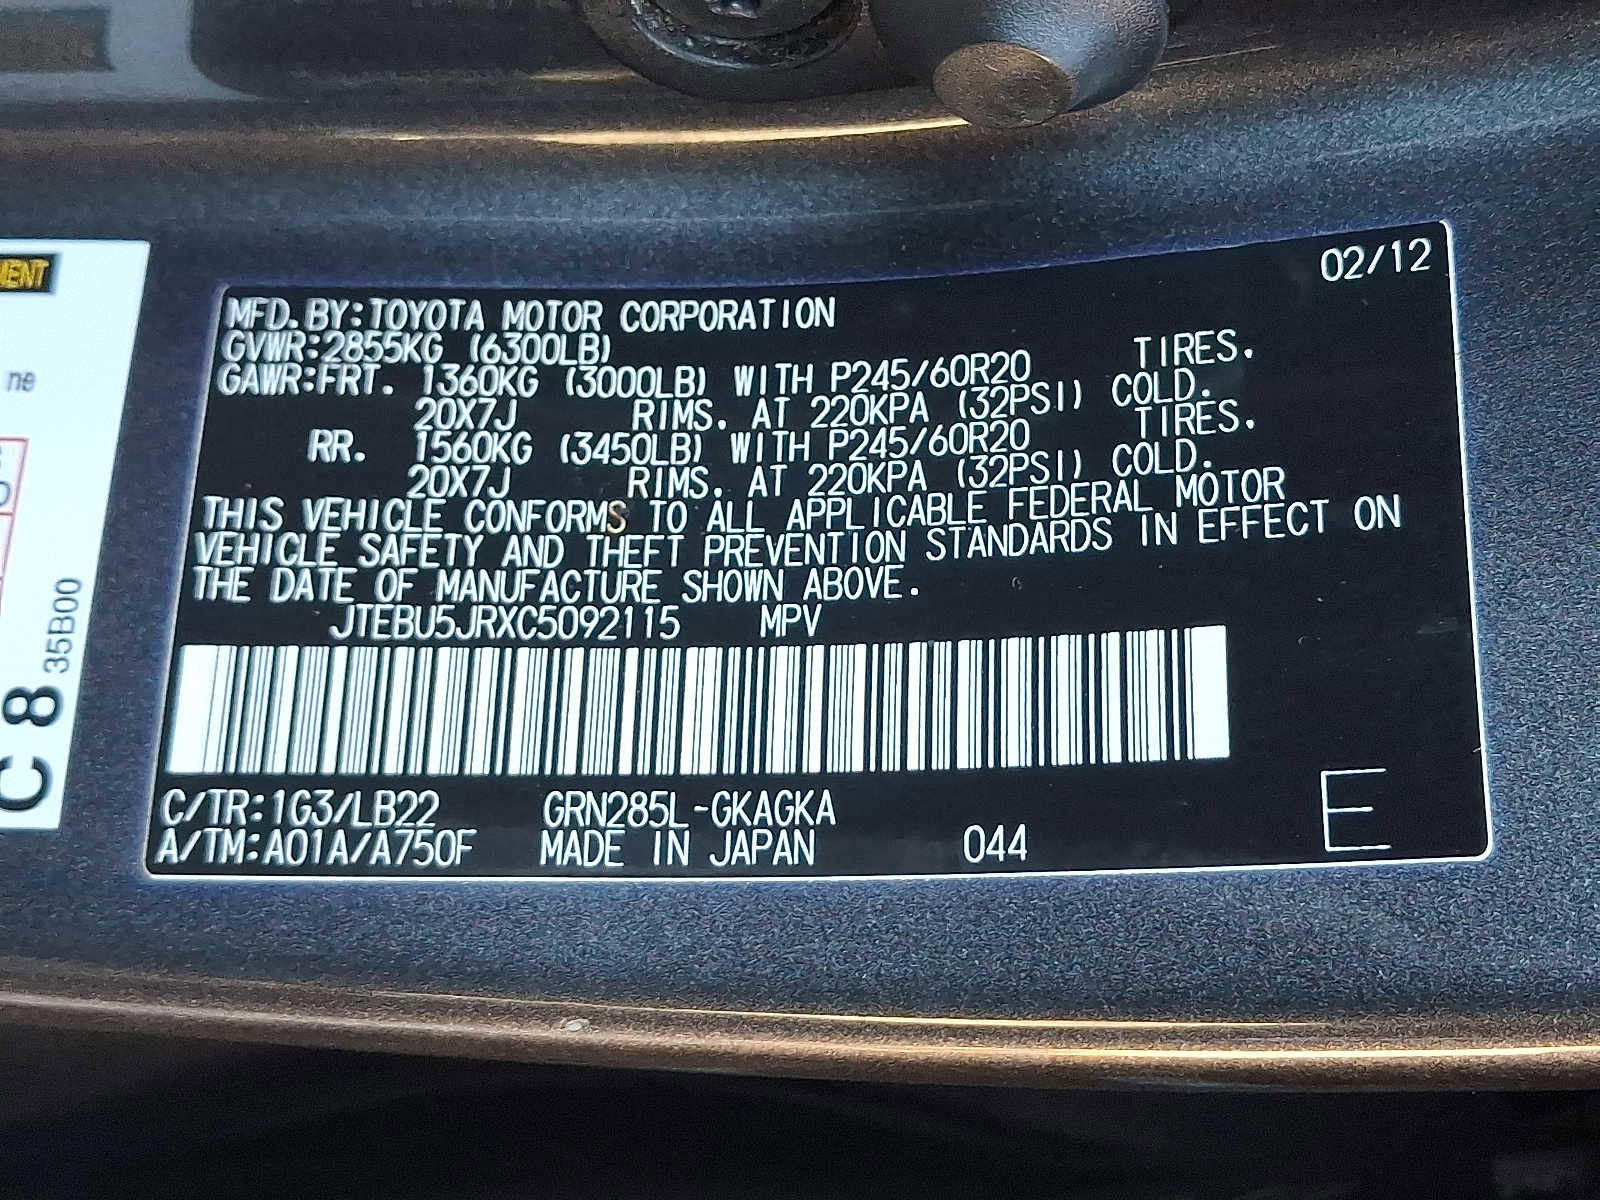 MENT
ne
C 8
35B00
02/12
MFD. BY:TOYOTA MOTOR CORPORATION
GVWR:2855KG (6300LB)
GAWR:FRT. 1360KG (3000LB) WITH P245/60R20 TIRES.
20X7J RIMS. AT 220KPA (32PSI) COLD.
RR. 1560KG (3450LB) WITH P245/60R20 TIRES.
20X7J RIMS. AT 220KPA (32PSI) COLD.
THIS VEHICLE CONFORMS TO ALL APPLICABLE FEDERAL MOTOR
VEHICLE SAFETY AND THEFT PREVENTION STANDARDS IN EFFECT ON
THE DATE OF MANUFACTURE SHOWN ABOVE.
JTEBU5JRXC5092115 MPV
C/TR:1G3/LB22 GRN285L-GKAGKA
A/TM:A01A/A750F MADE IN JAPAN 044 E